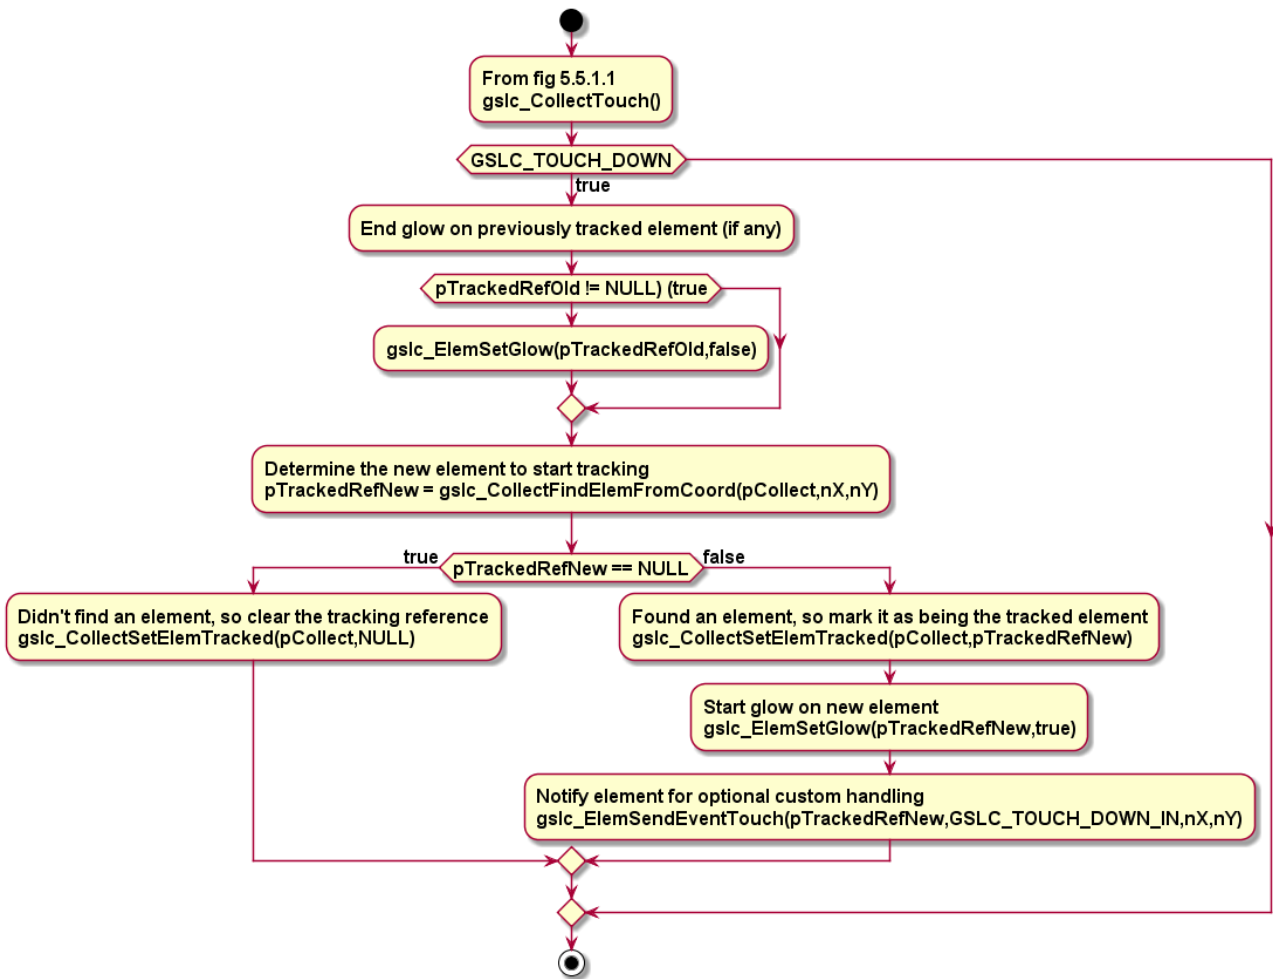 From fig 5.5.1.1
gslc_CollectTouch()
GSLC_TOUCH_DOWN
true
End glow on previously tracked element (if any)
pTrackedRefOld != NULL) (true
gslc_ElemSetGlow(pTrackedRefOld,false)
Determine the new element to start tracking
pTrackedRefNew = gslc_CollectFindElemFromCoord(pCollect,nX,nY)
true
pTrackedRefNew == NULL
false
Didn't find an element, so clear the tracking reference
gslc_CollectSetElemTracked(pCollect,NULL)
Found an element, so mark it as being the tracked element
gslc_CollectSetElemTracked(pCollect,pTrackedRefNew)
Start glow on new element
gslc_ElemSetGlow(pTrackedRefNew,true)
Notify element for optional custom handling
gslc_ElemSendEventTouch(pTrackedRefNew,GSLC_TOUCH_DOWN_IN,nX,nY)